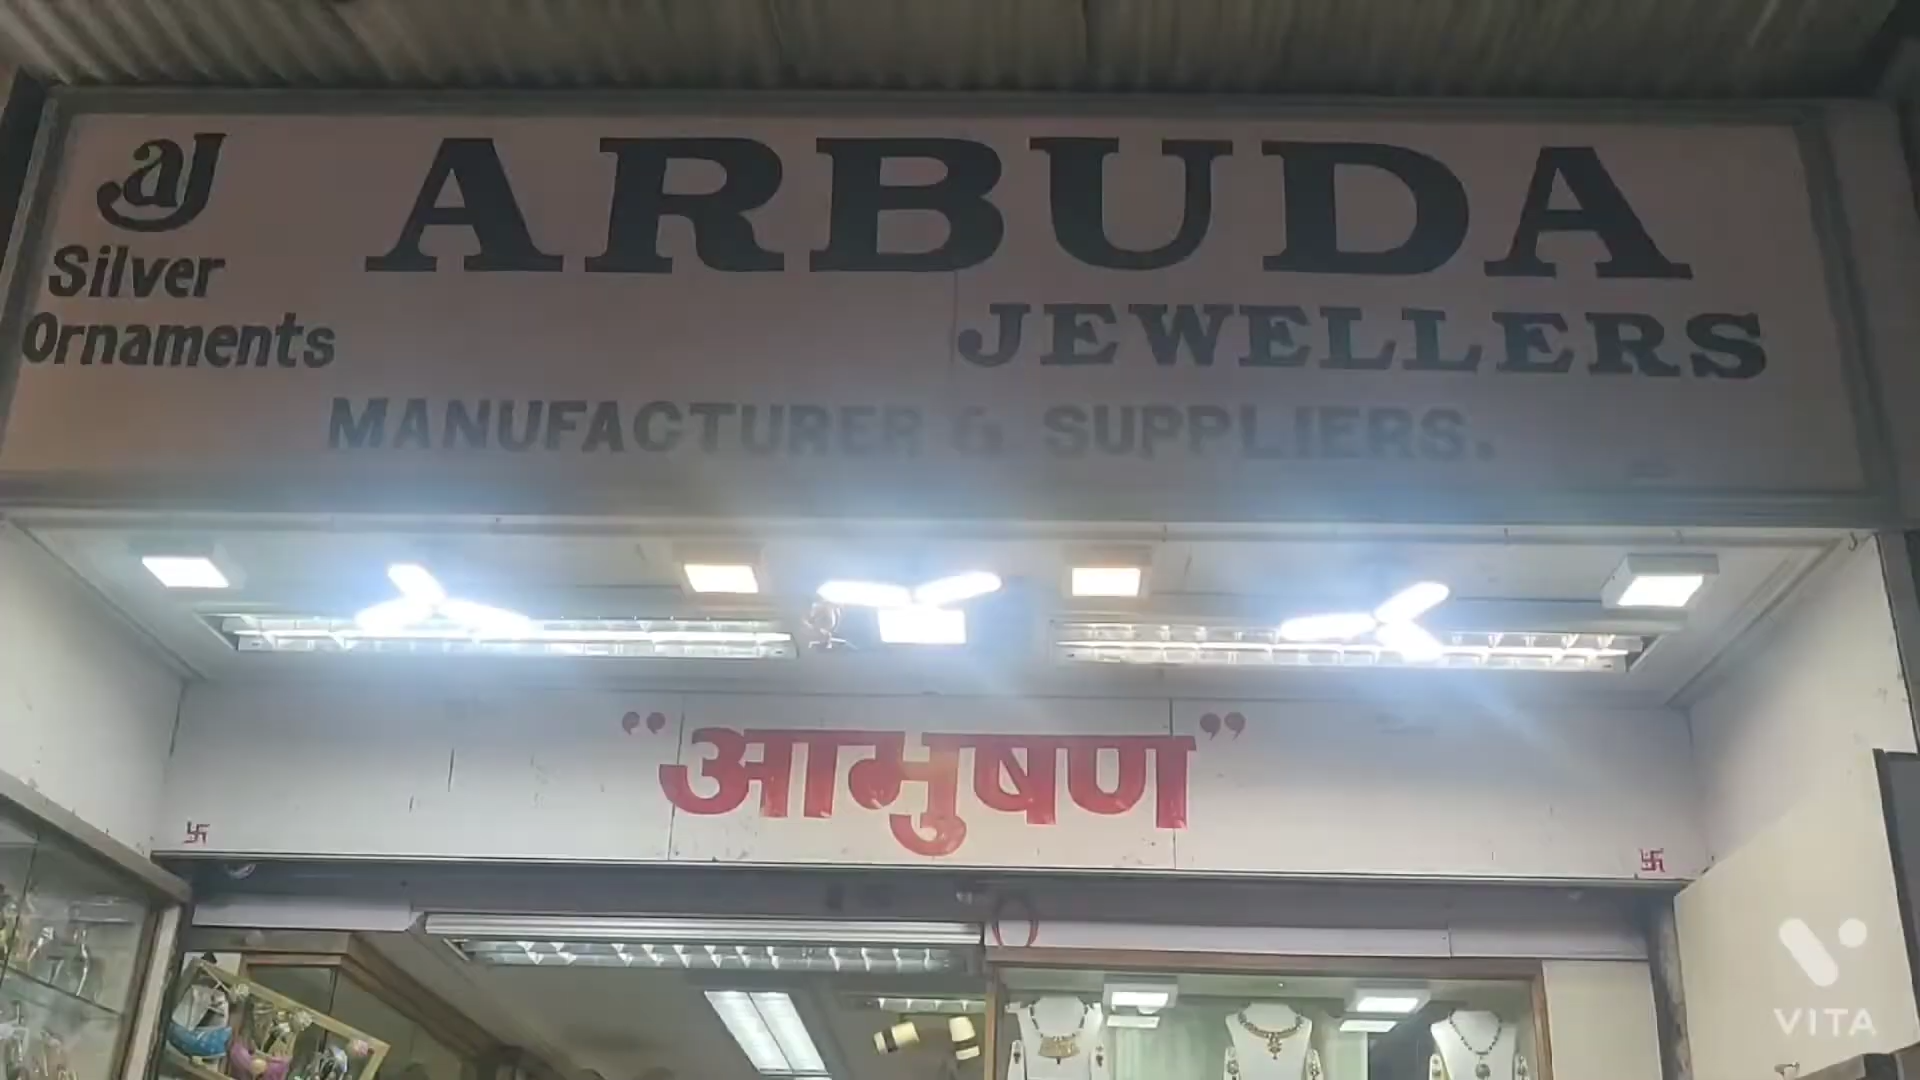 aJ
Silver
Ornaments
ARBUDA
JEWELLERS
MANUFACTURER & SUPPLIERS.
“आभुषण”
VITA